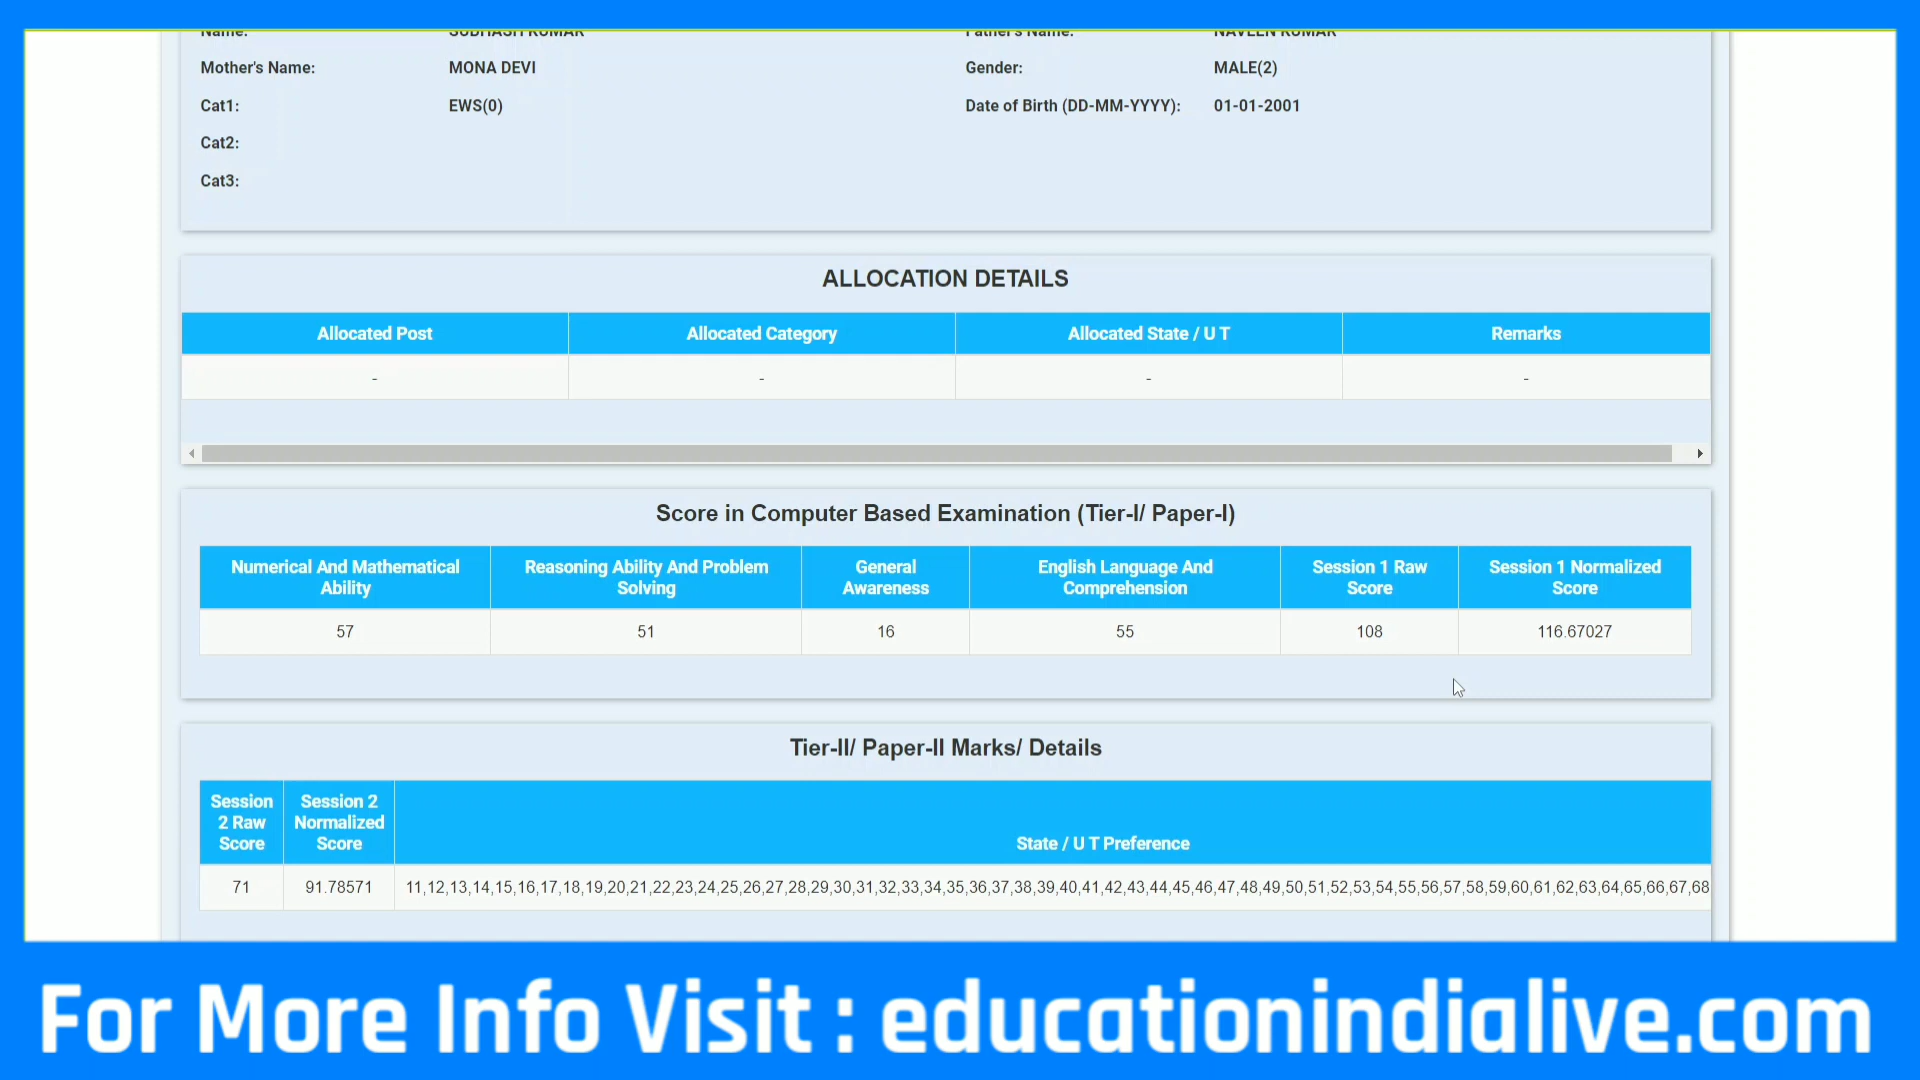 Name: SUBHASH KUMAR Father's Name: NAVEEN KUMAR
Mother's Name: MONA DEVI Gender: MALE(2)
Cat1: EWS(0) Date of Birth (DD-MM-YYYY): 01-01-2001
Cat2:
Cat3:
ALLOCATION DETAILS
Allocated Post Allocated Category Allocated State / U T Remarks
- - - -
Score in Computer Based Examination (Tier-I/ Paper-I)
Numerical And Mathematical Reasoning Ability And Problem General English Language And Session 1 Raw Session 1 Normalized
Ability Solving Awareness Comprehension Score Score
57 51 16 55 108 116.67027
Tier-II/ Paper-II Marks/ Details
Session Session 2
2 Raw Normalized
Score Score State / U T Preference
71 91.78571 11,12,13,14,15,16,17,18,19,20,21,22,23,24,25,26,27,28,29,30,31,32,33,34,35,36,37,38,39,40,41,42,43,44,45,46,47,48,49,50,51,52,53,54,55,56,57,58,59,60,61,62,63,64,65,66,67,68
For More Info Visit : educationindialive.com